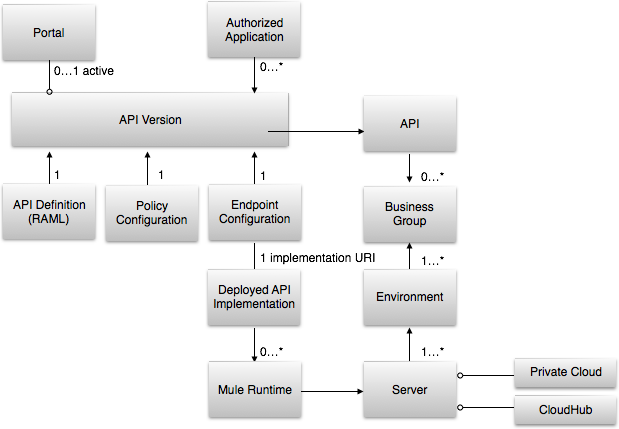 Portal
Authorized
Application
0...1 active
0...*
API Version
API
1
1
1
0...*
API Definition
(RAML)
Policy
Configuration
Endpoint
Configuration
Business
Group
1 implementation URI
1...*
Deployed API
Implementation
Environment
0...*
1...*
Mule Runtime
Server
Private Cloud
CloudHub